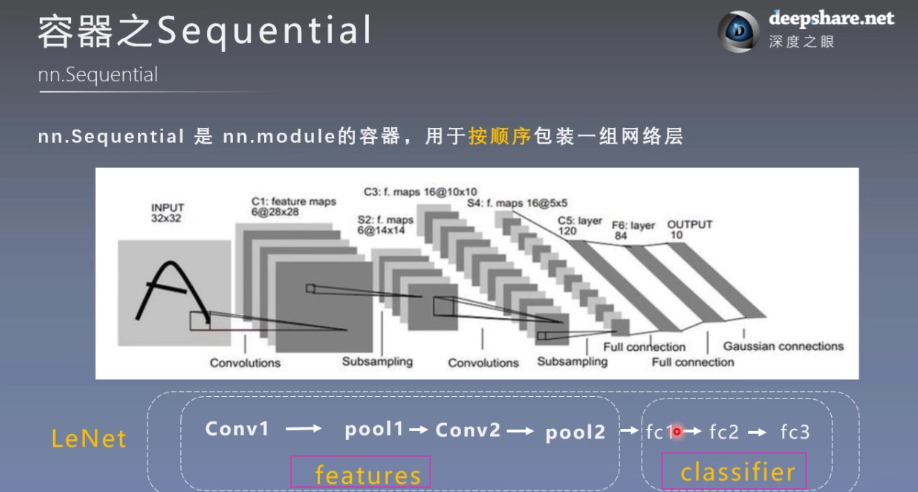 容器之Sequential
deepshare.net
深度之眼
nn.Sequential
nn.Sequential 是 nn.module的容器，用于按顺序包装一组网络层
INPUT
32x32
C1: feature maps
6@28x28
S2: f. maps
6@14x14
C3: f. maps 16@10x10
S4: f. maps 16@5x5
C5: layer
120
F6: layer
84
OUTPUT
10
Convolutions
Subsampling
Convolutions
Subsampling
Full connection
Full connection
Gaussian connections
LeNet
Conv1 → pool1 → Conv2 → pool2 → fc1 → fc2 → fc3
features
classifier